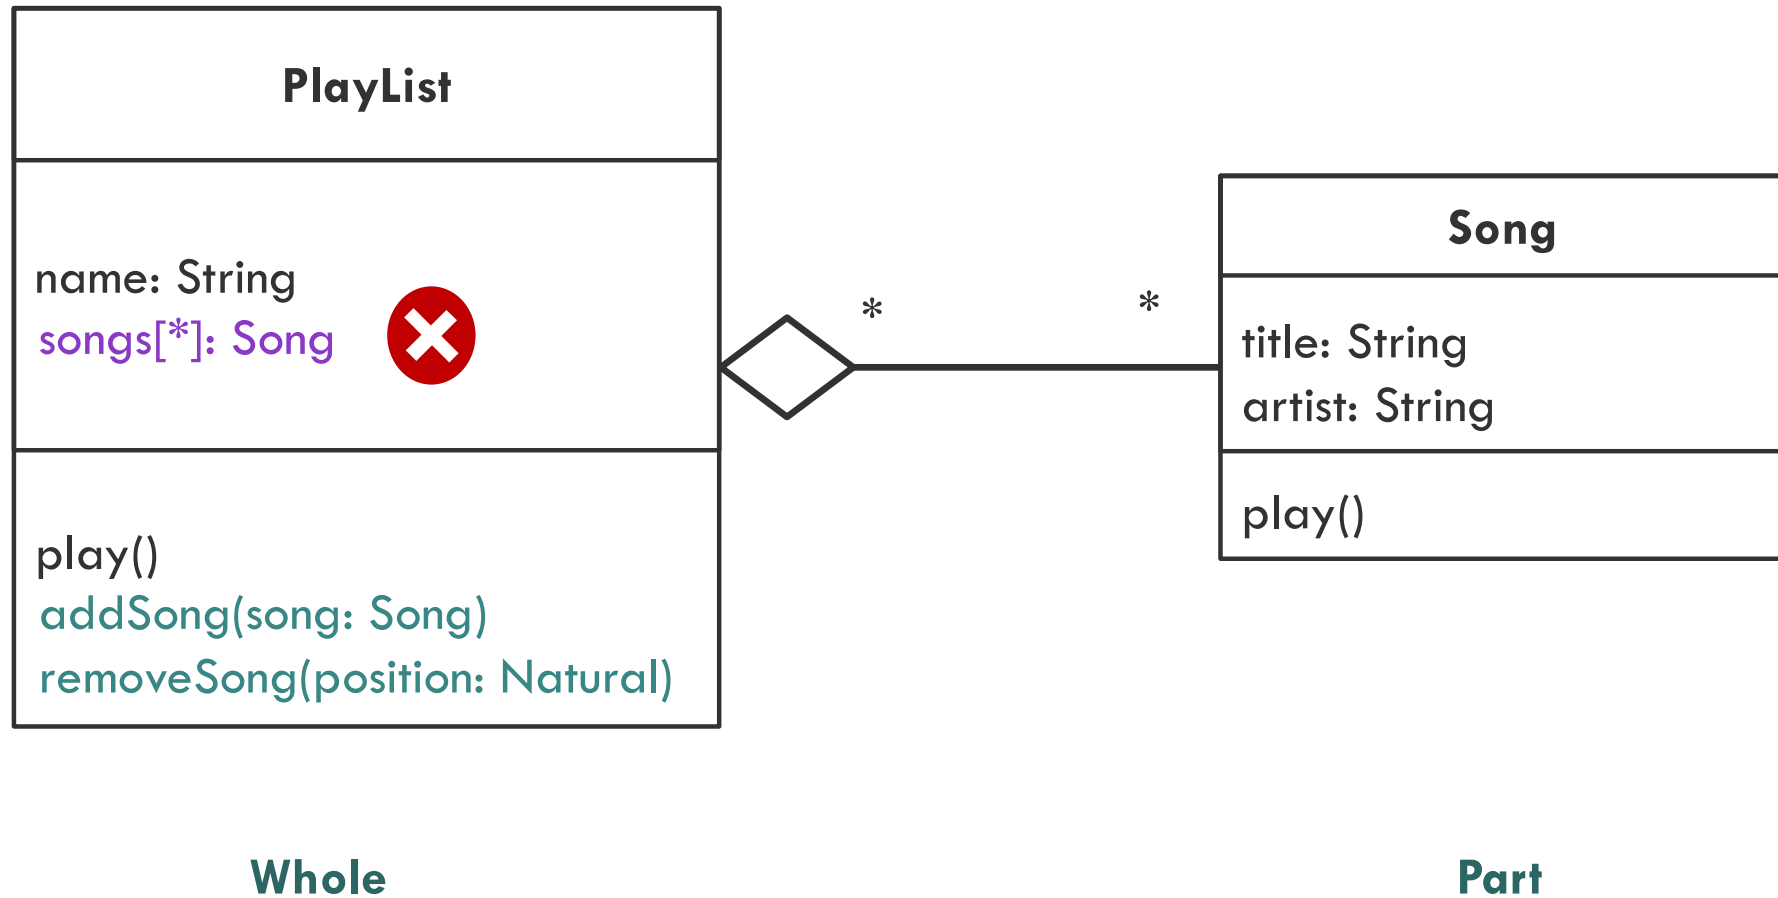 PlayList
name: String
songs[*]: Song
play()
addSong(song: Song)
removeSong(position: Natural)
* *
Song
title: String
artist: String
play()
Whole
Part